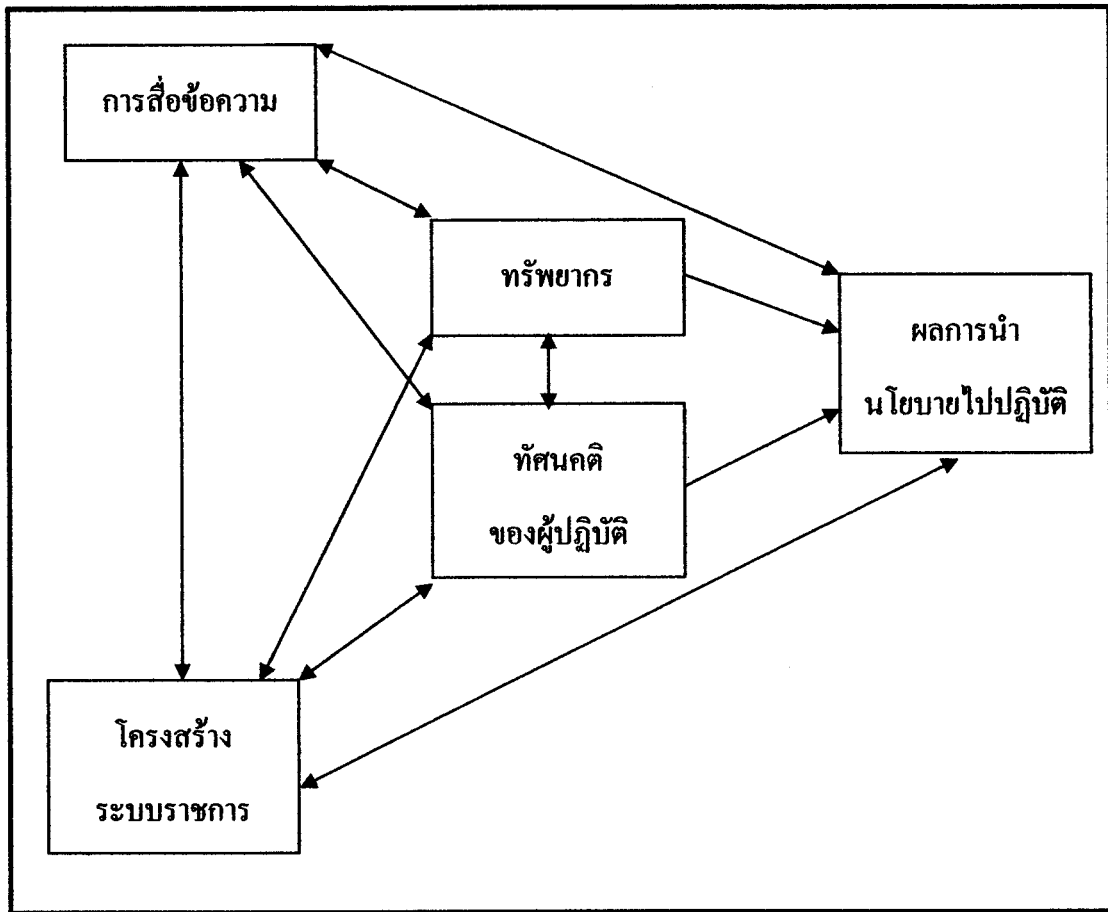 การสื่อข้อความ
ทรัพยากร
ผลการนำ
นโยบายไปปฏิบัติ
ทัศนคติ
ของผู้ปฏิบัติ
โครงสร้าง
ระบบราชการ